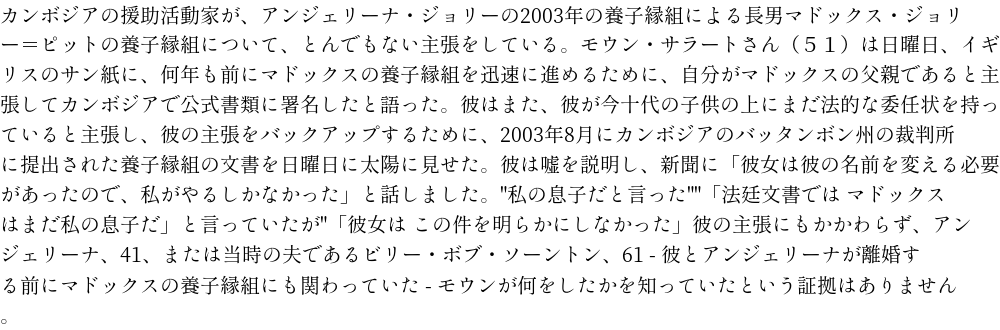 カンボジアの援助活動家が、アンジェリーナ・ジョリーの2003年の養子縁組による長男マドックス・ジョリ
ー＝ピットの養子縁組について、とんでもない主張をしている。モウン・サラートさん（５１）は日曜日、イギ
リスのサン紙に、何年も前にマドックスの養子縁組を迅速に進めるために、自分がマドックスの父親であると主
張してカンボジアで公式書類に署名したと語った。彼はまた、彼が今十代の子供の上にまだ法的な委任状を持っ
ていると主張し、彼の主張をバックアップするために、2003年8月にカンボジアのバッタンボン州の裁判所
に提出された養子縁組の文書を日曜日に太陽に見せた。彼は嘘を説明し、新聞に「彼女は彼の名前を変える必要
があったので、私がやるしかなかった」と話しました。"私の息子だと言った""「法廷文書では マドックス
はまだ私の息子だ」と言っていたが"「彼女は この件を明らかにしなかった」彼の主張にもかかわらず、アン
ジェリーナ、41、または当時の夫であるビリー・ボブ・ソーントン、61 - 彼とアンジェリーナが離婚す
る前にマドックスの養子縁組にも関わっていた - モウンが何をしたかを知っていたという証拠はありません
。